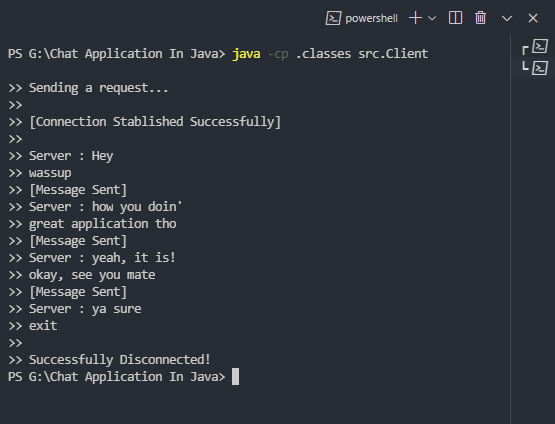 powershell
PS G:\Chat Application In Java> java -cp .classes src.Client
>> Sending a request...
>>
>> [Connection Stablished Successfully]
>>
>> Server : Hey
>> wassup
>> [Message Sent]
>> Server : how you doin'
>> great application tho
>> [Message Sent]
>> Server : yeah, it is!
>> okay, see you mate
>> [Message Sent]
>> Server : ya sure
>> exit
>>
>> Successfully Disconnected!
PS G:\Chat Application In Java>